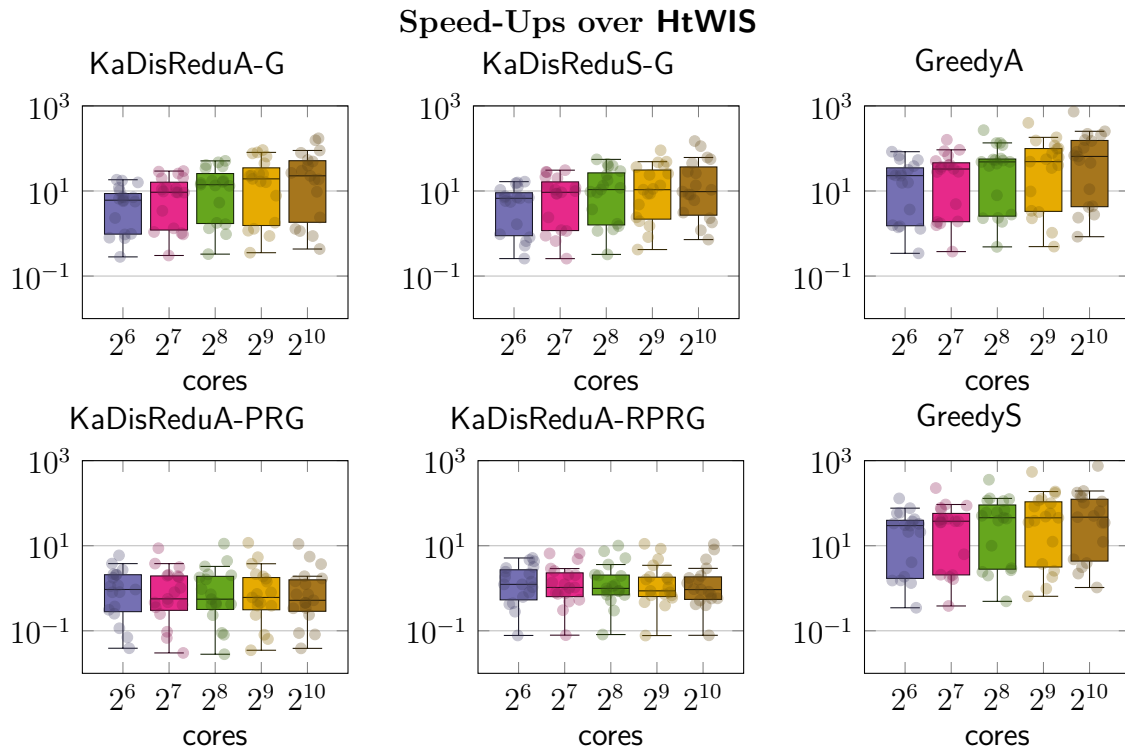 Speed-Ups over HtWIS
KaDisReduA-G
KaDisReduS-G
GreedyA
10^3
10^1
10^−1
2^6 2^7 2^8 2^9 2^10
cores
10^3
10^1
10^−1
2^6 2^7 2^8 2^9 2^10
cores
10^3
10^1
10^−1
2^6 2^7 2^8 2^9 2^10
cores
KaDisReduA-PRG
KaDisReduA-RPRG
GreedyS
10^3
10^1
10^−1
2^6 2^7 2^8 2^9 2^10
cores
10^3
10^1
10^−1
2^6 2^7 2^8 2^9 2^10
cores
10^3
10^1
10^−1
2^6 2^7 2^8 2^9 2^10
cores